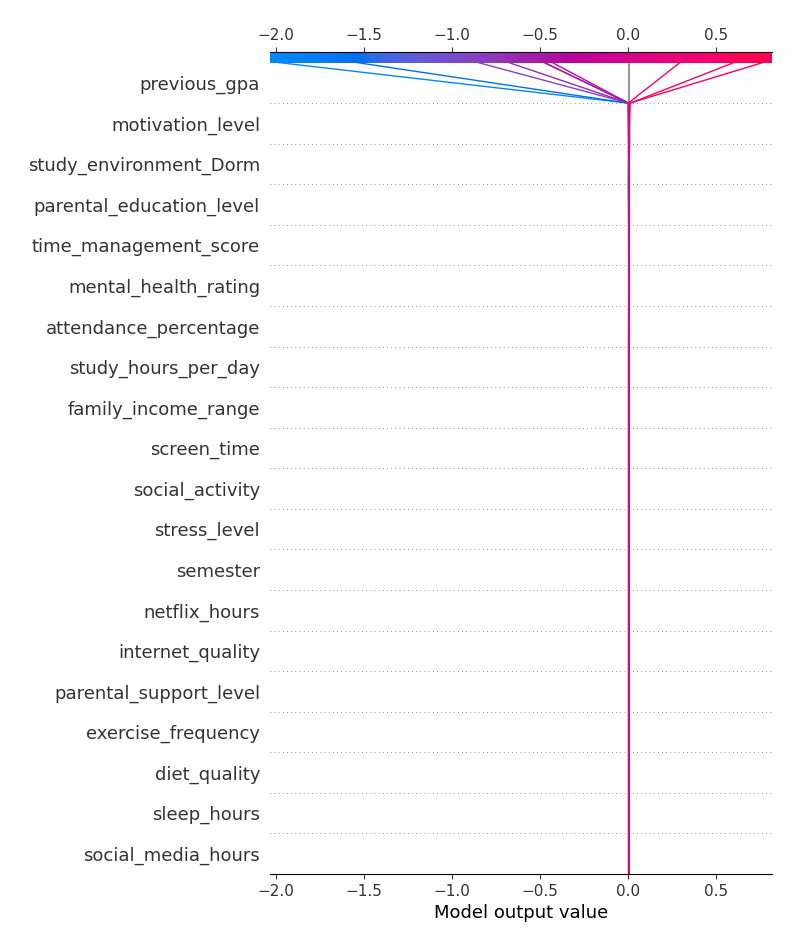 −2.0 −1.5 −1.0 −0.5 0.0 0.5
previous_gpa
motivation_level
study_environment_Dorm
parental_education_level
time_management_score
mental_health_rating
attendance_percentage
study_hours_per_day
family_income_range
screen_time
social_activity
stress_level
semester
netflix_hours
internet_quality
parental_support_level
exercise_frequency
diet_quality
sleep_hours
social_media_hours
−2.0 −1.5 −1.0 −0.5 0.0 0.5
Model output value